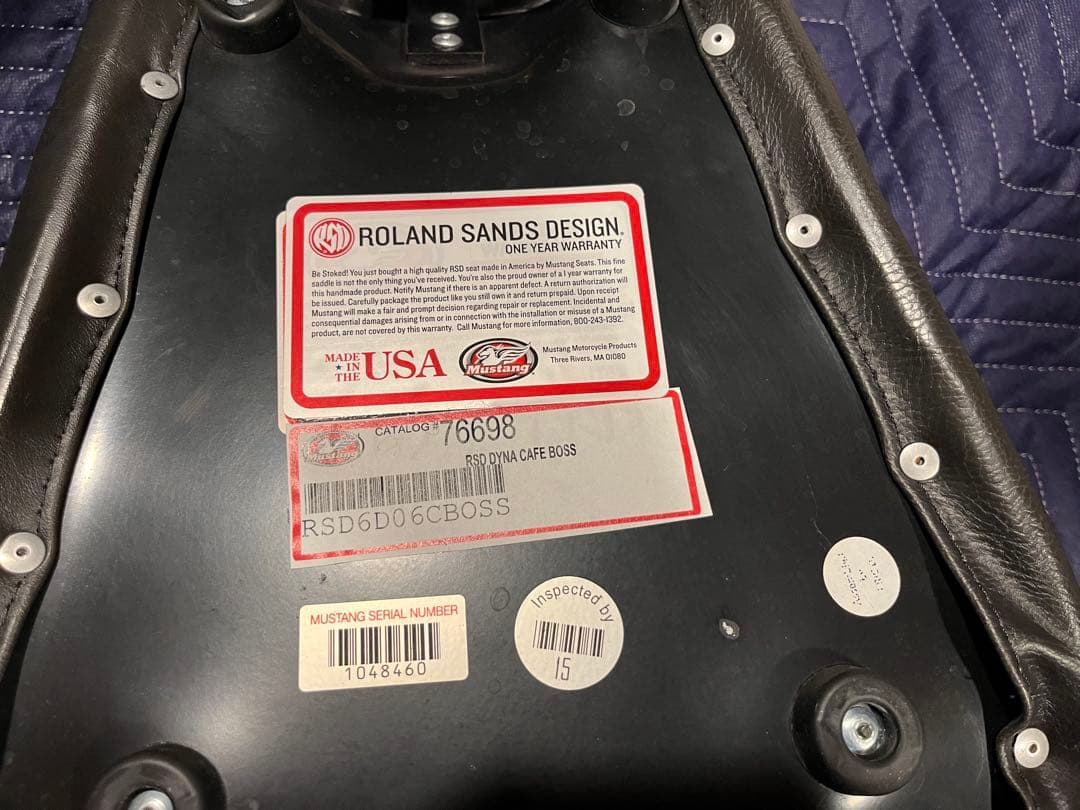 RSD ROLAND SANDS DESIGN.
ONE YEAR WARRANTY
Be Stoked! You just bought a high quality RSD seat made in America by Mustang Seats. This fine
saddle is not the only thing you've received. You're also the proud owner of a 1 year warranty for
this handmade product. Notify Mustang if there is an apparent defect. A return authorization will
be issued. Carefully package the product like you still own it and return prepaid. Upon receipt
Mustang will make a fair and prompt decision regarding repair or replacement. Incidental and
consequential damages arising from or in connection with the installation or misuse of a Mustang
product, are not covered by this warranty. Call Mustang for more information, 800-243-1392.
MADE IN THE USA
Mustang
Mustang Motorcycle Products
Three Rivers, MA 01080
Mustang
CATALOG # 76698
RSD DYNA CAFE BOSS
RSD6D06CBOSS
MUSTANG SERIAL NUMBER
1048460
Inspected by
15